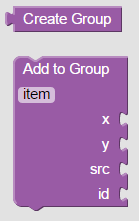 Create Group
Add to Group
item
x
y
src
id